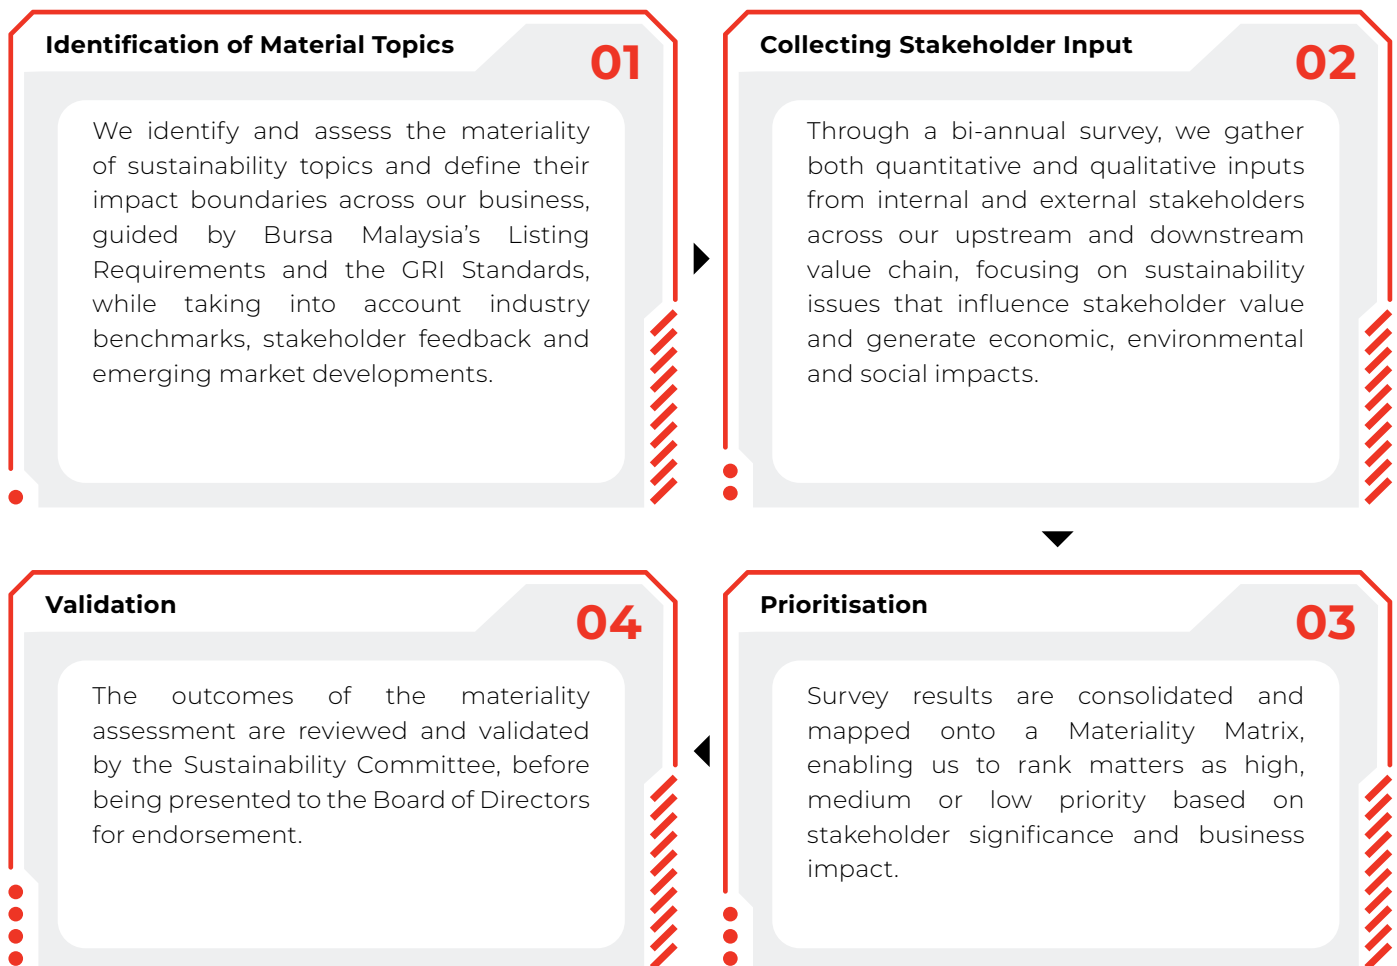 Identification of Material Topics
01
We identify and assess the materiality
of sustainability topics and define their
impact boundaries across our business,
guided by Bursa Malaysia’s Listing
Requirements and the GRI Standards,
while taking into account industry
benchmarks, stakeholder feedback and
emerging market developments.
Collecting Stakeholder Input
02
Through a bi-annual survey, we gather
both quantitative and qualitative inputs
from internal and external stakeholders
across our upstream and downstream
value chain, focusing on sustainability
issues that influence stakeholder value
and generate economic, environmental
and social impacts.
Prioritisation
03
Survey results are consolidated and
mapped onto a Materiality Matrix,
enabling us to rank matters as high,
medium or low priority based on
stakeholder significance and business
impact.
Validation
04
The outcomes of the materiality
assessment are reviewed and validated
by the Sustainability Committee, before
being presented to the Board of Directors
for endorsement.